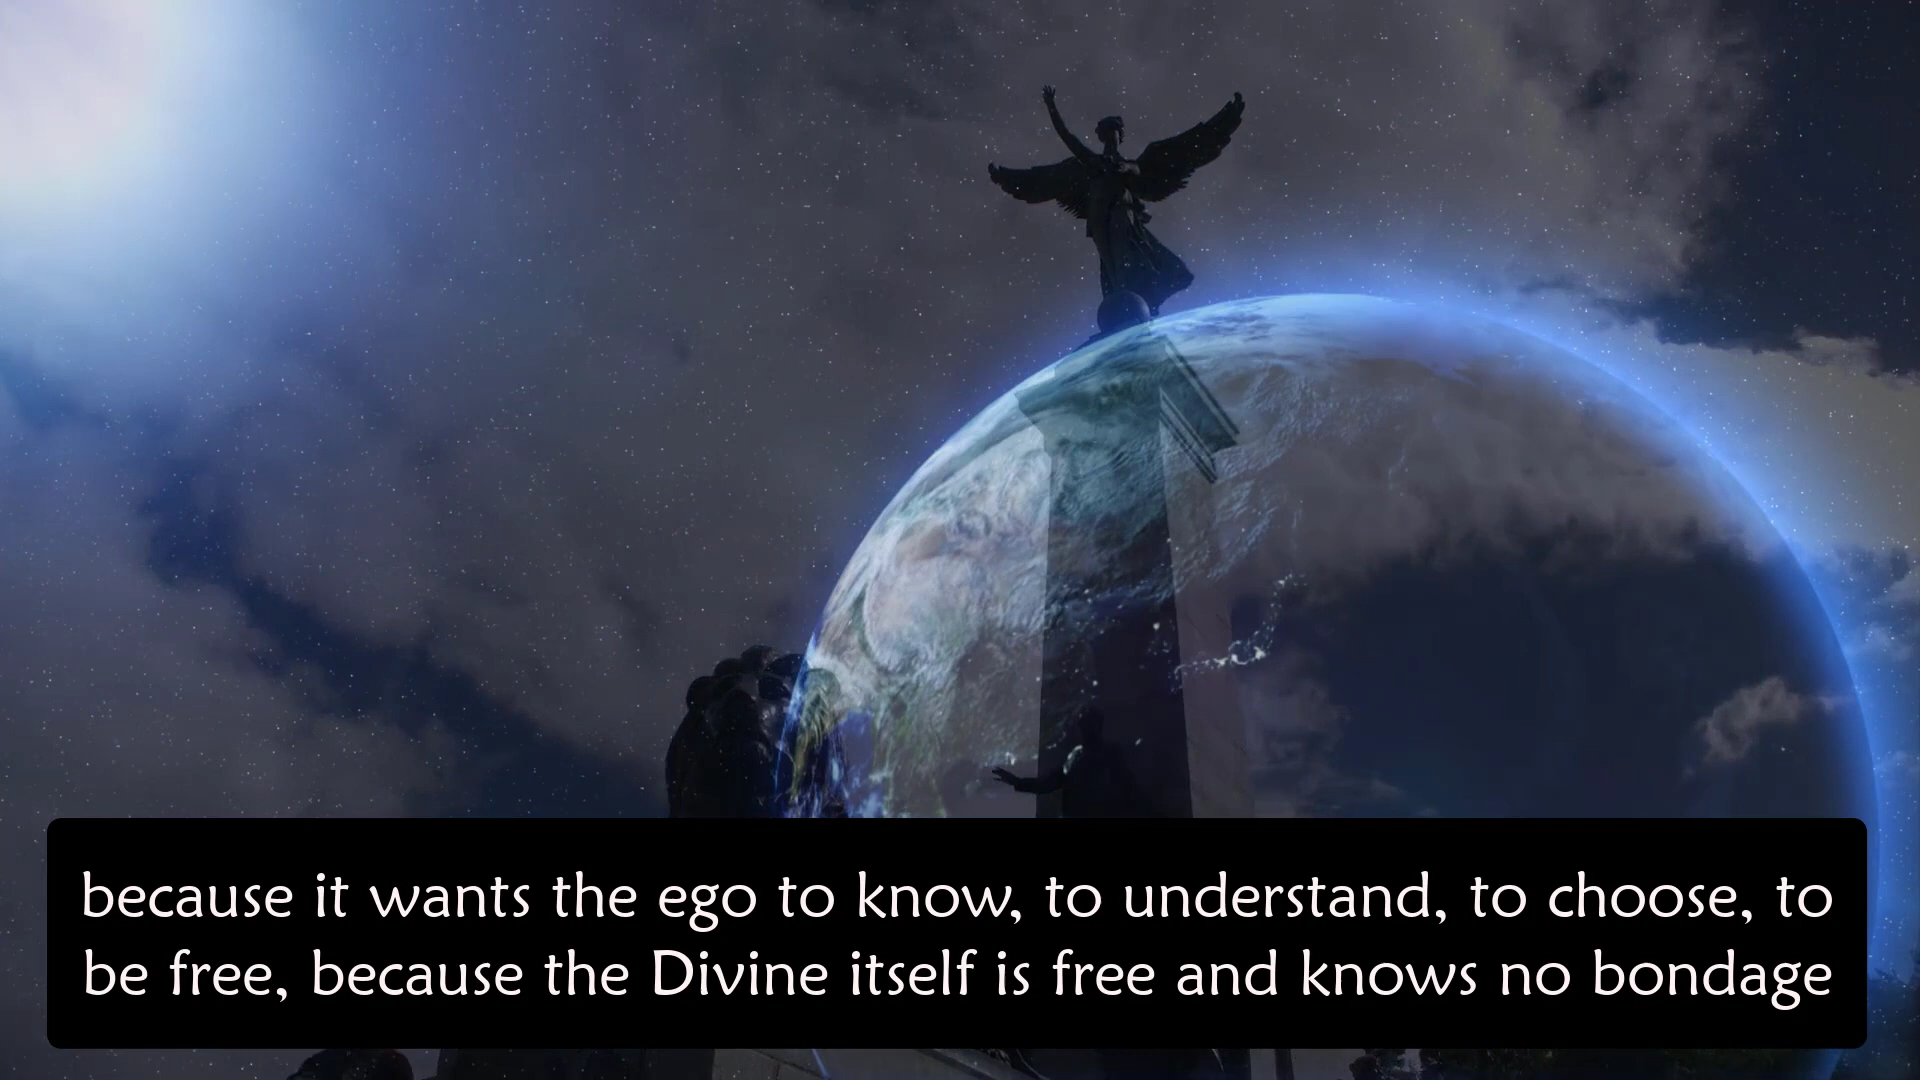 because it wants the ego to know, to understand, to choose, to
be free, because the Divine itself is free and knows no bondage